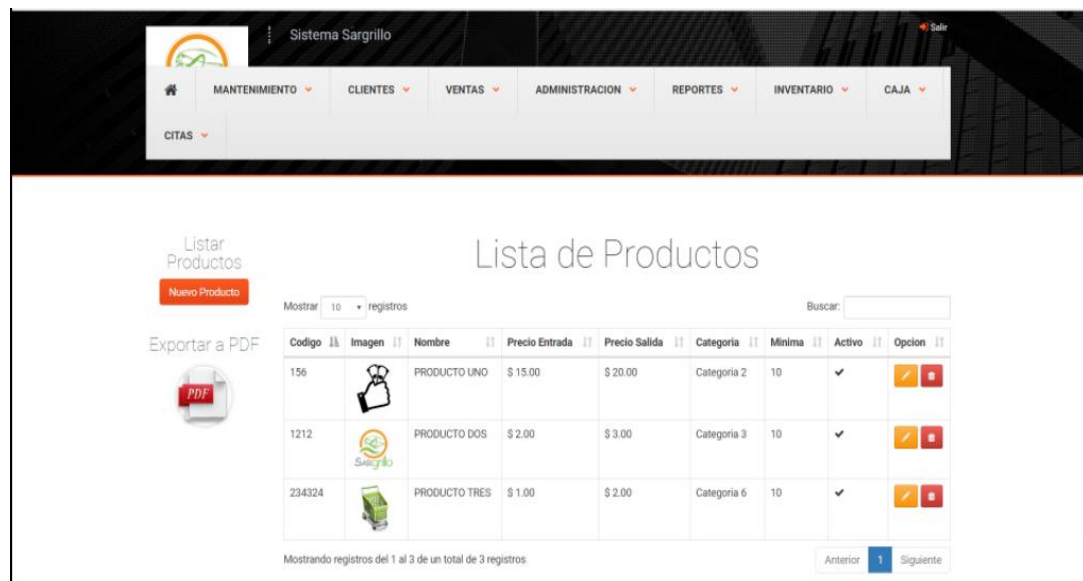 Sistema Sargrillo
Salir
MANTENIMIENTO CLIENTES VENTAS ADMINISTRACION REPORTES INVENTARIO CAJA
CITAS
Listar
Productos
Nuevo Producto
Exportar a PDF
PDF
Lista de Productos
Mostrar 10 registros Buscar:
Codigo Imagen Nombre Precio Entrada Precio Salida Categoria Minima Activo Opcion
156 PRODUCTO UNO $ 15.00 $ 20.00 Categoria 2 10
1212 SARgrillo PRODUCTO DOS $ 2.00 $ 3.00 Categoria 3 10
234324 PRODUCTO TRES $ 1.00 $ 2.00 Categoria 6 10
Mostrando registros del 1 al 3 de un total de 3 registros Anterior 1 Siguiente